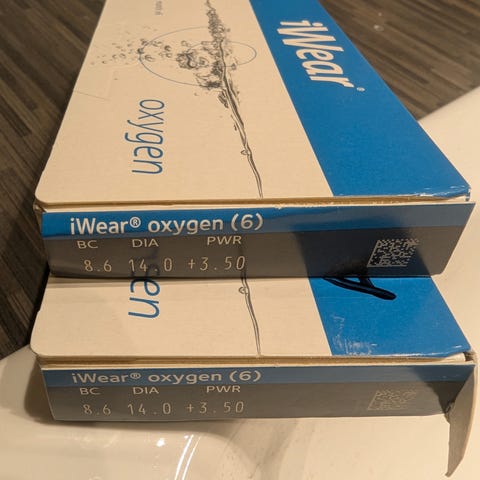 iWear®
oxygen
iWear® oxygen (6)
BC DIA PWR
8.6 14.0 +3.50
iWear® oxygen (6)
BC DIA PWR
8.6 14.0 +3.50